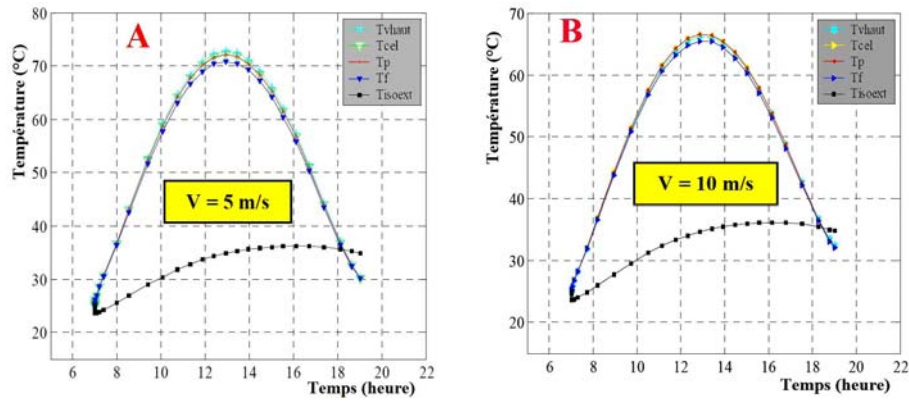 A
Température (°C)
80
70
60
50
40
30
20
Tvhaut
Tcel
Tp
Tf
Tisoext
V = 5 m/s
6 8 10 12 14 16 18 20 22
Temps (heure)
B
Température (°C)
70
60
50
40
30
20
Tvhaut
Tcel
Tp
Tf
Tisoext
V = 10 m/s
6 8 10 12 14 16 18 20 22
Temps (heure)